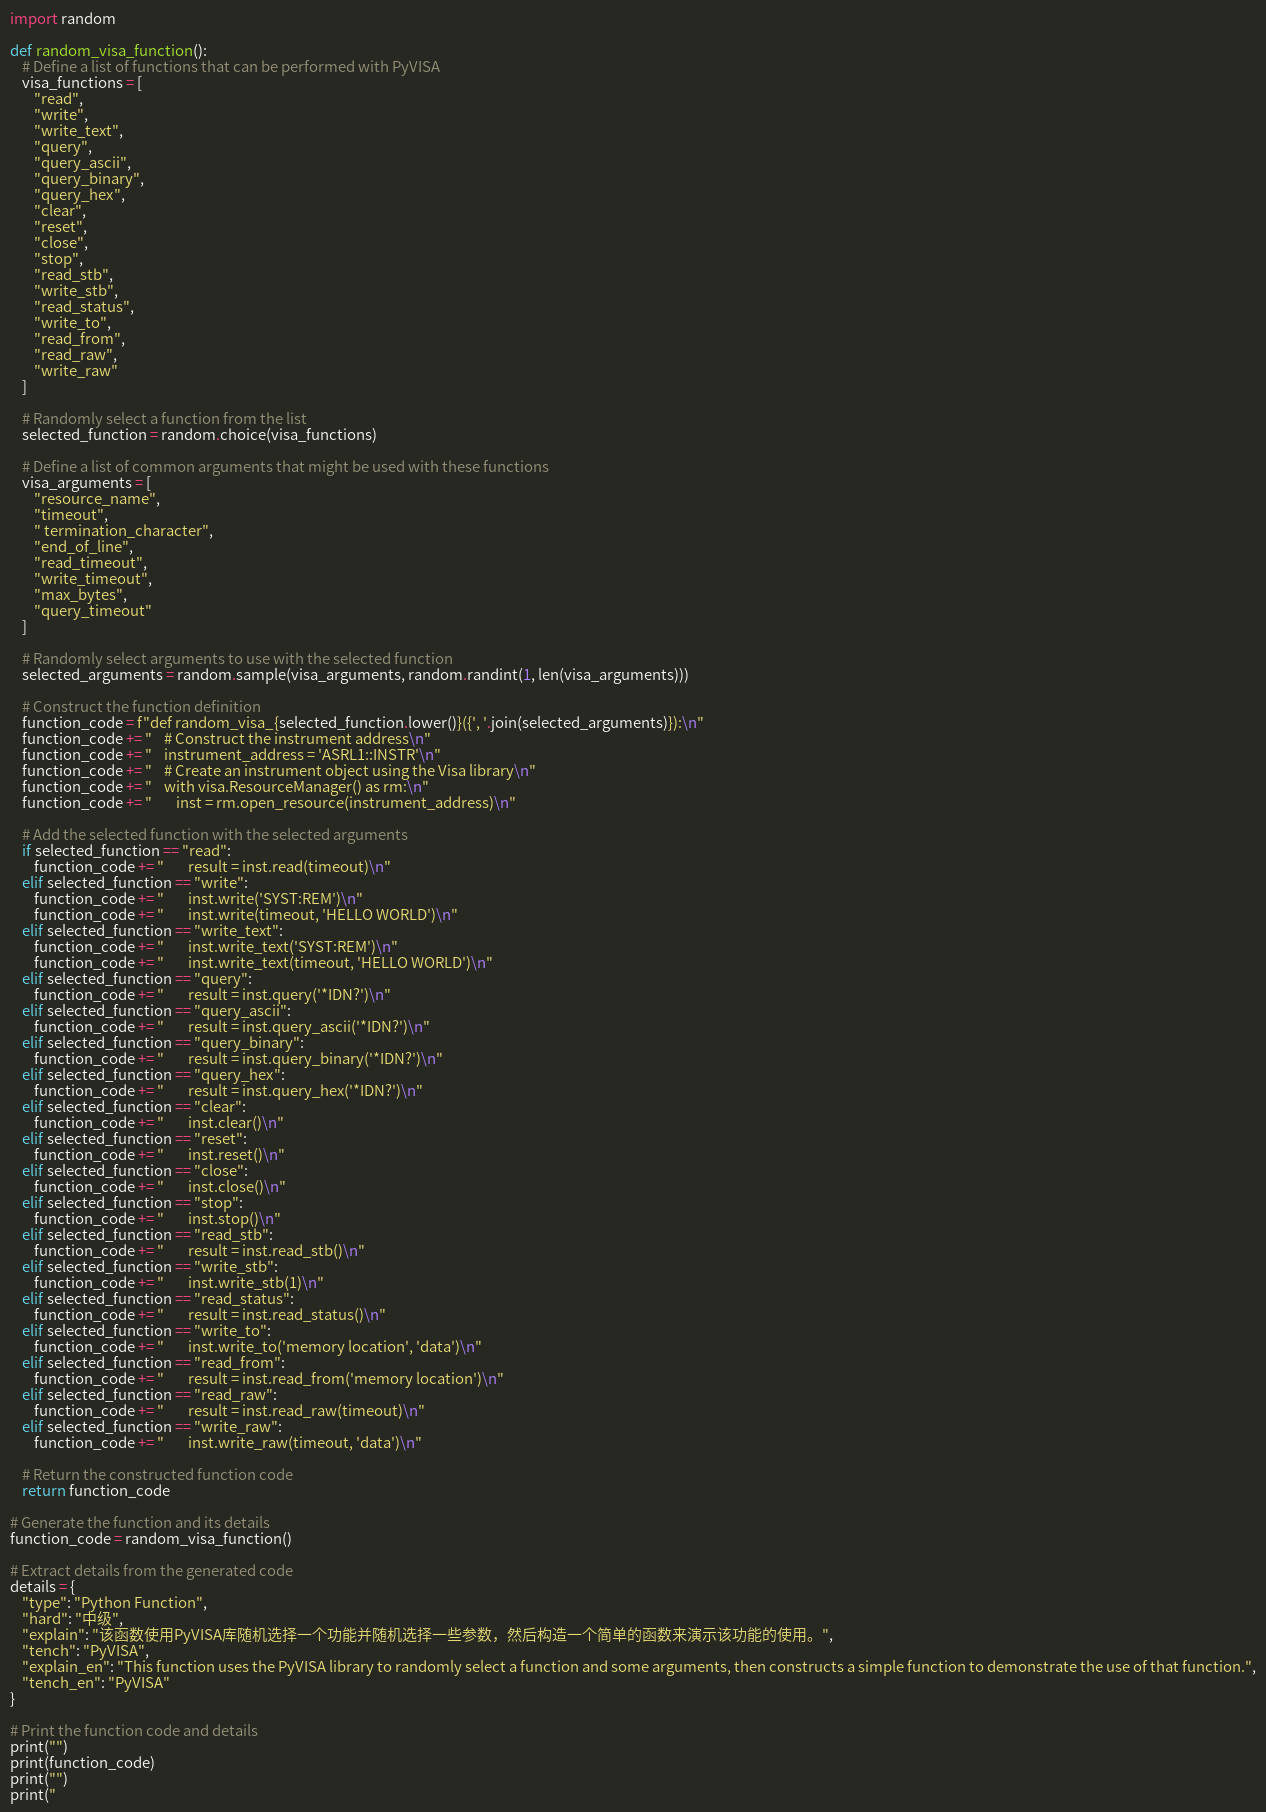 import random

def random_visa_function():
    # Define a list of functions that can be performed with PyVISA
    visa_functions = [
        "read",
        "write",
        "write_text",
        "query",
        "query_ascii",
        "query_binary",
        "query_hex",
        "clear",
        "reset",
        "close",
        "stop",
        "read_stb",
        "write_stb",
        "read_status",
        "write_to",
        "read_from",
        "read_raw",
        "write_raw"
    ]

    # Randomly select a function from the list
    selected_function = random.choice(visa_functions)

    # Define a list of common arguments that might be used with these functions
    visa_arguments = [
        "resource_name",
        "timeout",
        " termination_character",
        "end_of_line",
        "read_timeout",
        "write_timeout",
        "max_bytes",
        "query_timeout"
    ]

    # Randomly select arguments to use with the selected function
    selected_arguments = random.sample(visa_arguments, random.randint(1, len(visa_arguments)))

    # Construct the function definition
    function_code = f"def random_visa_{selected_function.lower()}({', '.join(selected_arguments)}):\n"
    function_code += "    # Construct the instrument address\n"
    function_code += "    instrument_address = 'ASRL1::INSTR'\n"
    function_code += "    # Create an instrument object using the Visa library\n"
    function_code += "    with visa.ResourceManager() as rm:\n"
    function_code += "        inst = rm.open_resource(instrument_address)\n"

    # Add the selected function with the selected arguments
    if selected_function == "read":
        function_code += "        result = inst.read(timeout)\n"
    elif selected_function == "write":
        function_code += "        inst.write('SYST:REM')\n"
        function_code += "        inst.write(timeout, 'HELLO WORLD')\n"
    elif selected_function == "write_text":
        function_code += "        inst.write_text('SYST:REM')\n"
        function_code += "        inst.write_text(timeout, 'HELLO WORLD')\n"
    elif selected_function == "query":
        function_code += "        result = inst.query('*IDN?')\n"
    elif selected_function == "query_ascii":
        function_code += "        result = inst.query_ascii('*IDN?')\n"
    elif selected_function == "query_binary":
        function_code += "        result = inst.query_binary('*IDN?')\n"
    elif selected_function == "query_hex":
        function_code += "        result = inst.query_hex('*IDN?')\n"
    elif selected_function == "clear":
        function_code += "        inst.clear()\n"
    elif selected_function == "reset":
        function_code += "        inst.reset()\n"
    elif selected_function == "close":
        function_code += "        inst.close()\n"
    elif selected_function == "stop":
        function_code += "        inst.stop()\n"
    elif selected_function == "read_stb":
        function_code += "        result = inst.read_stb()\n"
    elif selected_function == "write_stb":
        function_code += "        inst.write_stb(1)\n"
    elif selected_function == "read_status":
        function_code += "        result = inst.read_status()\n"
    elif selected_function == "write_to":
        function_code += "        inst.write_to('memory location', 'data')\n"
    elif selected_function == "read_from":
        function_code += "        result = inst.read_from('memory location')\n"
    elif selected_function == "read_raw":
        function_code += "        result = inst.read_raw(timeout)\n"
    elif selected_function == "write_raw":
        function_code += "        inst.write_raw(timeout, 'data')\n"

    # Return the constructed function code
    return function_code

# Generate the function and its details
function_code = random_visa_function()

# Extract details from the generated code
details = {
    "type": "Python Function",
    "hard": "中级",
    "explain": "该函数使用PyVISA库随机选择一个功能并随机选择一些参数，然后构造一个简单的函数来演示该功能的使用。",
    "tench": "PyVISA",
    "explain_en": "This function uses the PyVISA library to randomly select a function and some arguments, then constructs a simple function to demonstrate the use of that function.",
    "tench_en": "PyVISA"
}

# Print the function code and details
print("")
print(function_code)
print("")
print("